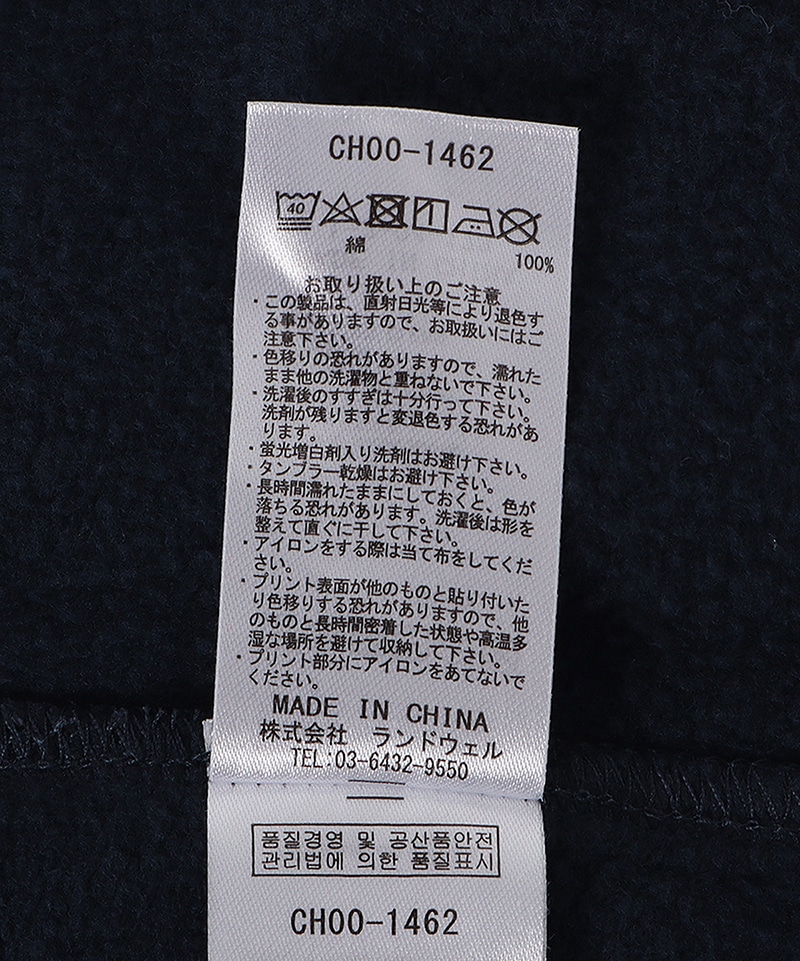 CH00-1462
40
綿
100%
お取り扱い上のご注意
・この製品は、直射日光等により退色す
る事がありますので、お取扱いにはご
注意下さい。
・色移りの恐れがありますので、濡れた
まま他の洗濯物と重ねないで下さい。
・洗濯後のすすぎは十分行って下さい。
洗剤が残りますと変退色する恐れがあ
ります。
・蛍光増白剤入り洗剤はお避け下さい。
・タンブラー乾燥はお避け下さい。
・長時間濡れたままにしておくと、色が
落ちる恐れがあります。洗濯後は形を
整えて直ぐに干して下さい。
・アイロンをする際は当て布をしてくだ
さい。
・プリント表面が他のものと貼り付いた
り色移りする恐れがありますので、他
のものと長時間密着した状態や高温多
湿な場所を避けて収納して下さい。
・プリント部分にアイロンをあてないで
ください。
MADE IN CHINA
株式会社 ランドウェル
TEL:03-6432-9550
품질경영 및 공산품안전
관리법에 의한 품질표시
CH00-1462